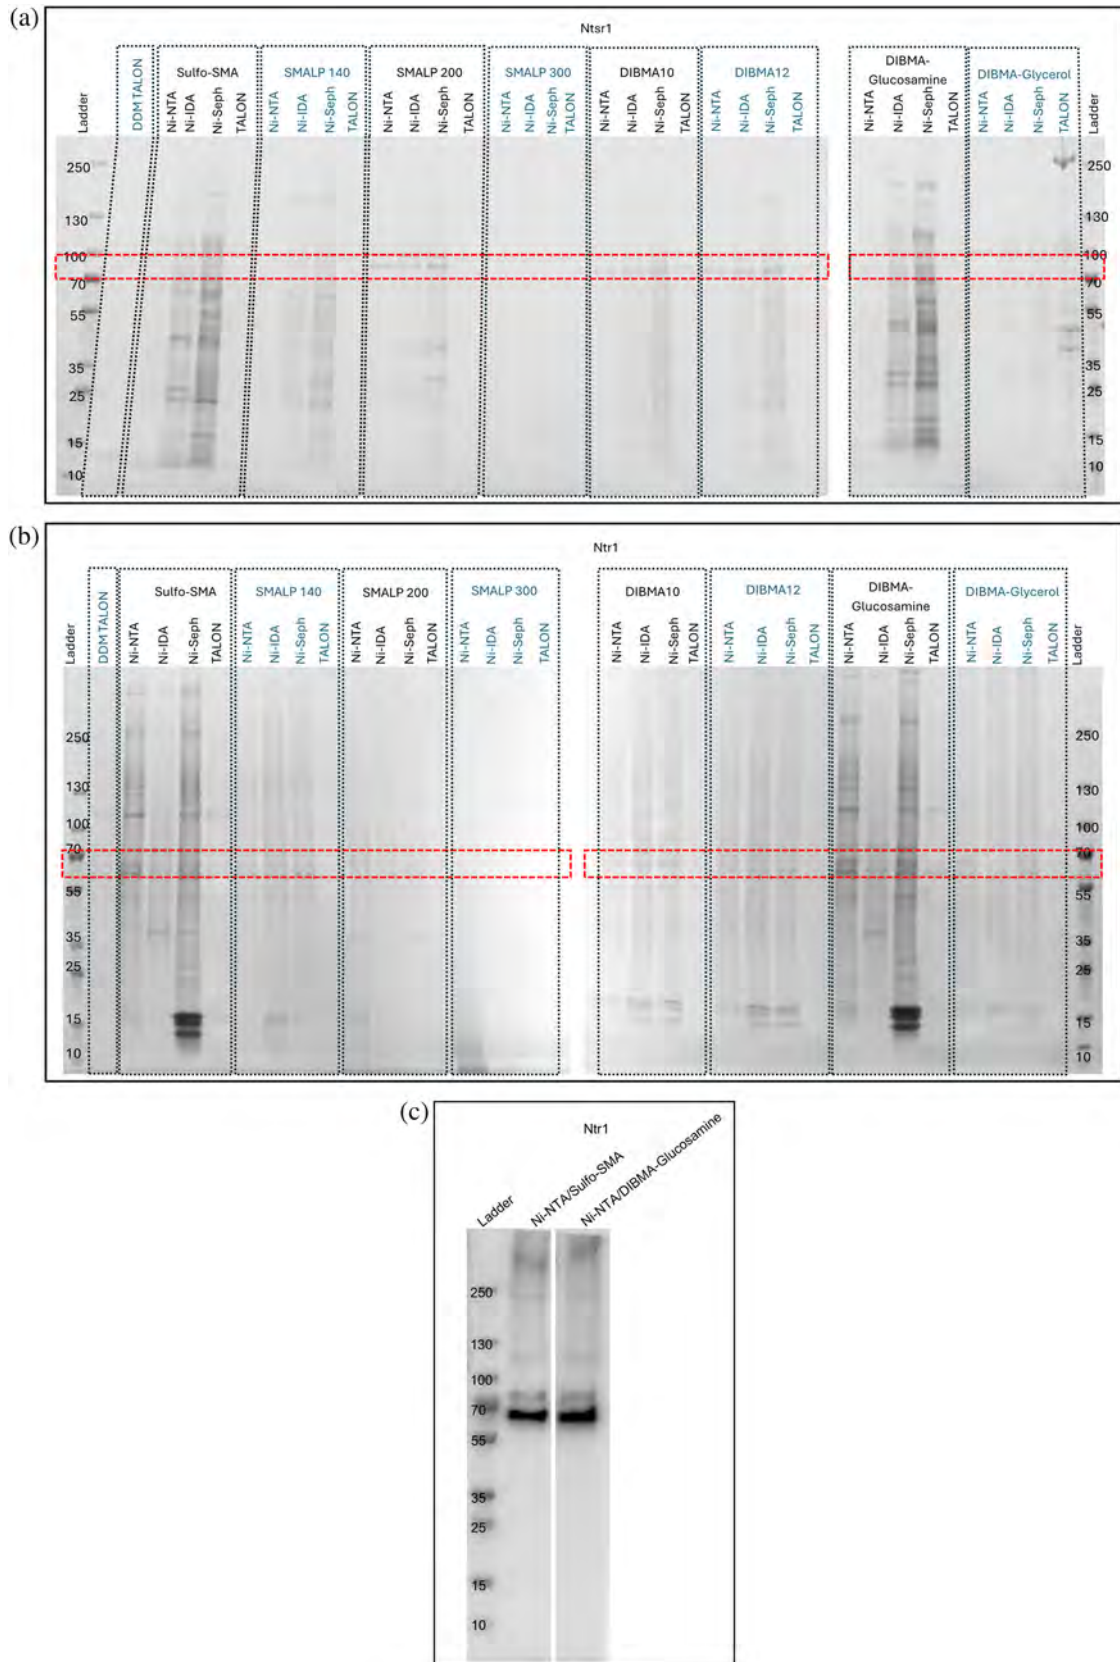 (a)
Ntsr1
Ladder
DDM TALON
Sulfo-SMA
Ni-NTA
Ni-IDA
Ni-Seph
TALON
SMALP 140
Ni-NTA
Ni-IDA
Ni-Seph
TALON
SMALP 200
Ni-NTA
Ni-IDA
Ni-Seph
TALON
SMALP 300
Ni-NTA
Ni-IDA
Ni-Seph
TALON
DIBMA10
Ni-NTA
Ni-IDA
Ni-Seph
TALON
DIBMA12
Ni-NTA
Ni-IDA
Ni-Seph
TALON
DIBMA-
Glucosamine
Ni-NTA
Ni-IDA
Ni-Seph
TALON
DIBMA-Glycerol
Ni-NTA
Ni-IDA
Ni-Seph
TALON
Ladder
250
130
100
70
55
35
25
15
10
250
130
100
70
55
35
25
15
10
(b)
Ntr1
Ladder
DDM TALON
Sulfo-SMA
Ni-NTA
Ni-IDA
Ni-Seph
TALON
SMALP 140
Ni-NTA
Ni-IDA
Ni-Seph
TALON
SMALP 200
Ni-NTA
Ni-IDA
Ni-Seph
TALON
SMALP 300
Ni-NTA
Ni-IDA
Ni-Seph
TALON
DIBMA10
Ni-NTA
Ni-IDA
Ni-Seph
TALON
DIBMA12
Ni-NTA
Ni-IDA
Ni-Seph
TALON
DIBMA-
Glucosamine
Ni-NTA
Ni-IDA
Ni-Seph
TALON
DIBMA-Glycerol
Ni-NTA
Ni-IDA
Ni-Seph
TALON
Ladder
250
130
100
70
55
35
25
15
10
250
130
100
70
55
35
25
15
10
(c)
Ntr1
Ladder
Ni-NTA/Sulfo-SMA
Ni-NTA/DIBMA-Glucosamine
250
130
100
70
55
35
25
15
10